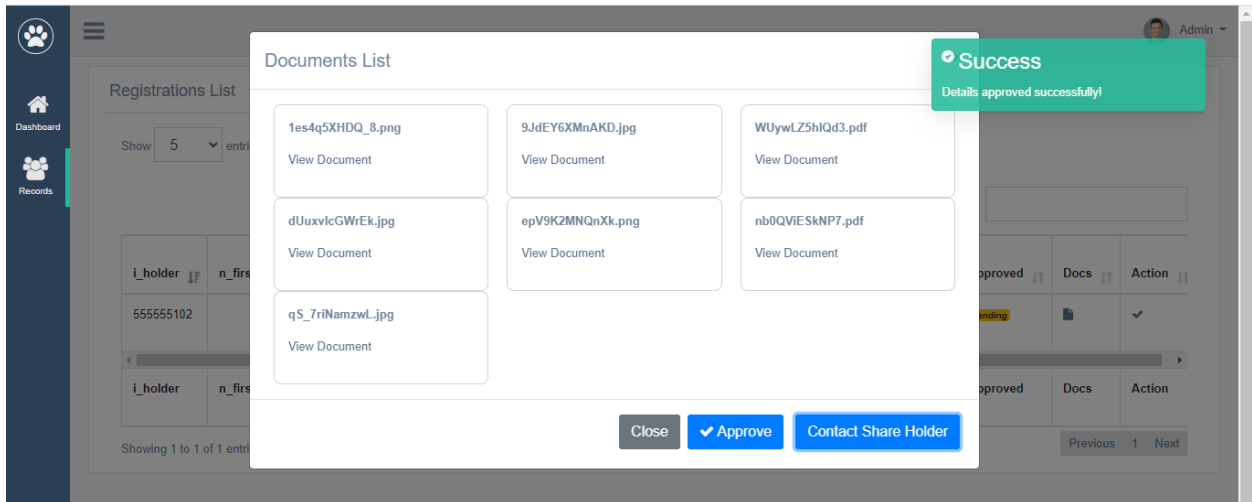 Admin
Documents List
Success
Details approved successfully!
Registrations List
Dashboard
Show 5 entri
Records
1es4q5XHDQ_8.png
View Document
9JdEY6XMnAKD.jpg
View Document
WUywLZ5hIQd3.pdf
View Document
dUuxvIcGWrEk.jpg
View Document
epV9K2MNQnXk.png
View Document
nb0QViESkNP7.pdf
View Document
qS_7riNamzwL.jpg
View Document
i_holder n_firs pproved Docs Action
555555102 ending
i_holder n_firs pproved Docs Action
Close Approve Contact Share Holder
Showing 1 to 1 of 1 entri
Previous 1 Next